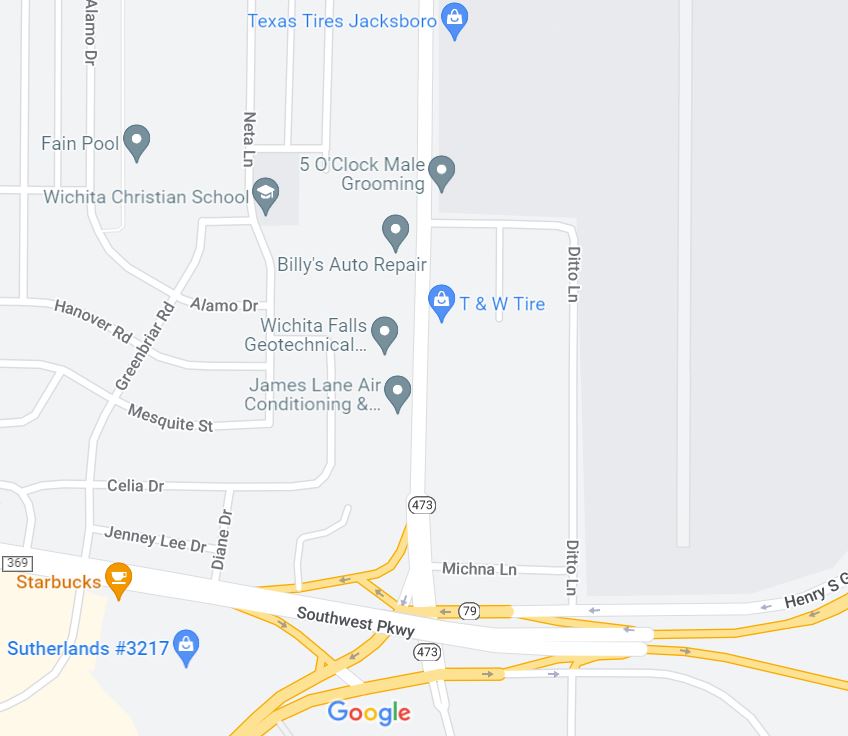 Alamo Dr
Texas Tires Jacksboro
Neta Ln
Fain Pool
5 O'Clock Male
Grooming
Wichita Christian School
Billy's Auto Repair
Ditto Ln
Alamo Dr
T & W Tire
Hanover Rd
Greenbriar Rd
Wichita Falls
Geotechnical...
James Lane Air
Conditioning &...
Mesquite St
Celia Dr
473
Jenney Lee Dr
Diane Dr
369
Michna Ln
Ditto Ln
Starbucks
79
Henry S G
Southwest Pkwy
Sutherlands #3217
473
Google